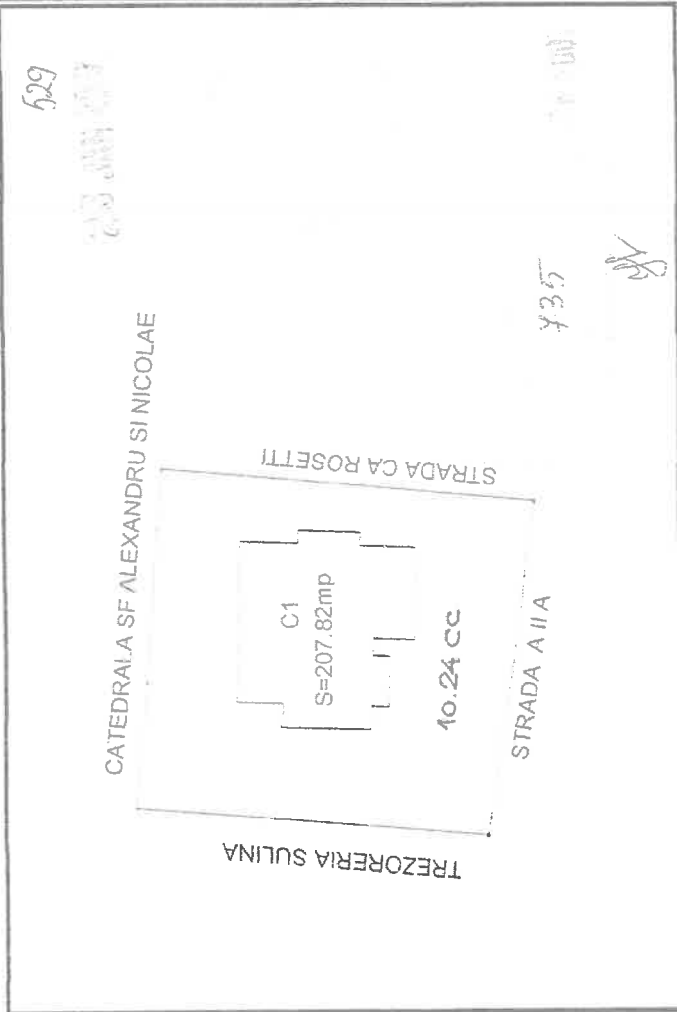 529
CATEDRALA SF ALEXANDRU SI NICOLAE
STRADA CA ROSETTI
C1
S=207.82mp
10.24 CC
735
STRADA A II A
TREZORERIA SULINA